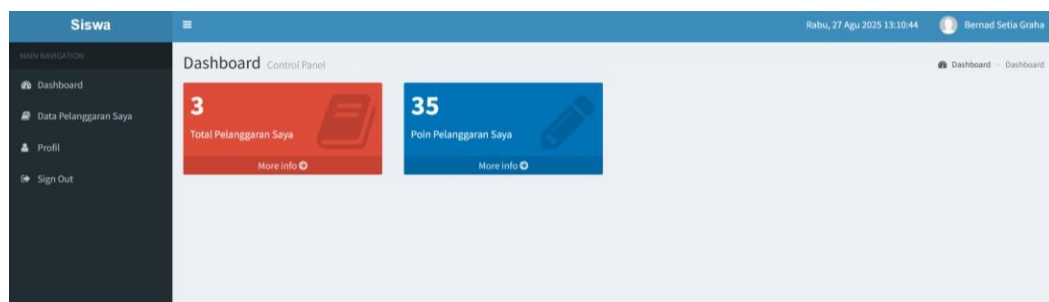 Siswa
Rabu, 27 Agu 2025 13:10:44 Bernad Setia Graha
MAIN NAVIGATION
Dashboard
Data Pelanggaran Saya
Profil
Sign Out
Dashboard Control Panel
Dashboard > Dashboard
3
Total Pelanggaran Saya
More info
35
Poin Pelanggaran Saya
More info